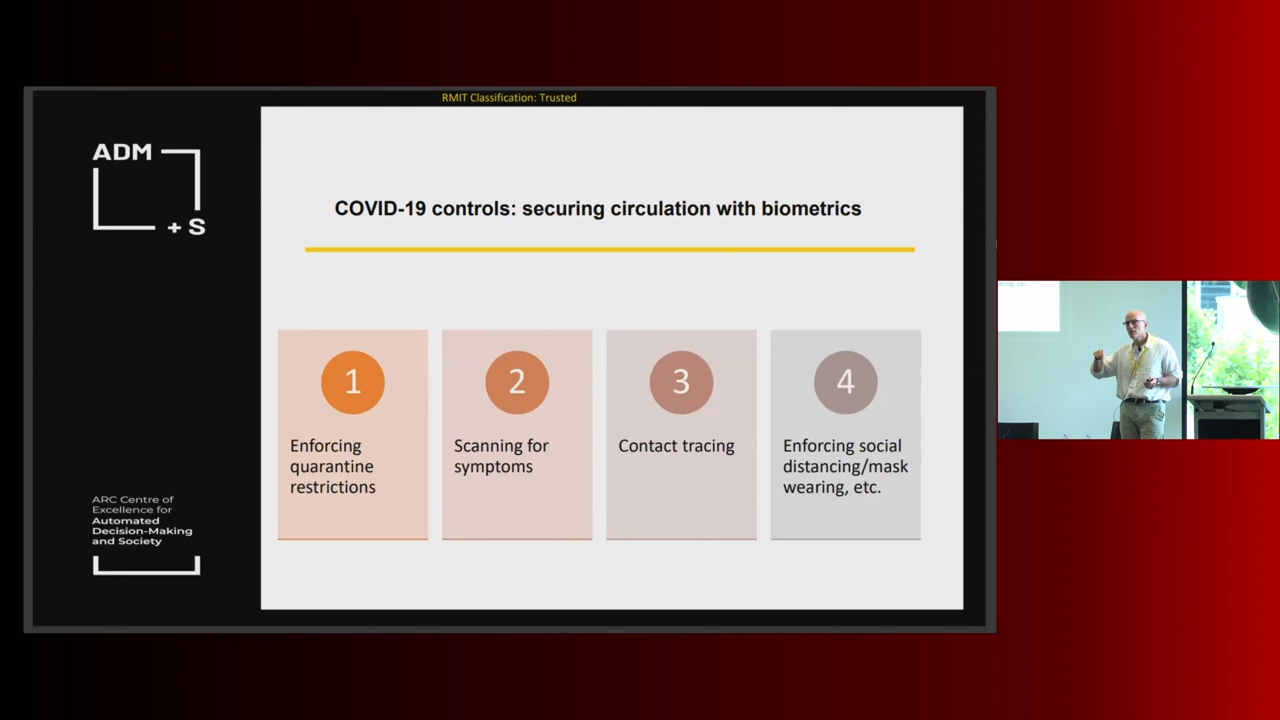 RMIT Classification: Trusted
ADM
+ S
COVID-19 controls: securing circulation with biometrics
1
Enforcing
quarantine
restrictions
2
Scanning for
symptoms
3
Contact tracing
4
Enforcing social
distancing/mask
wearing, etc.
ARC Centre of
Excellence for
Automated
Decision-Making
and Society